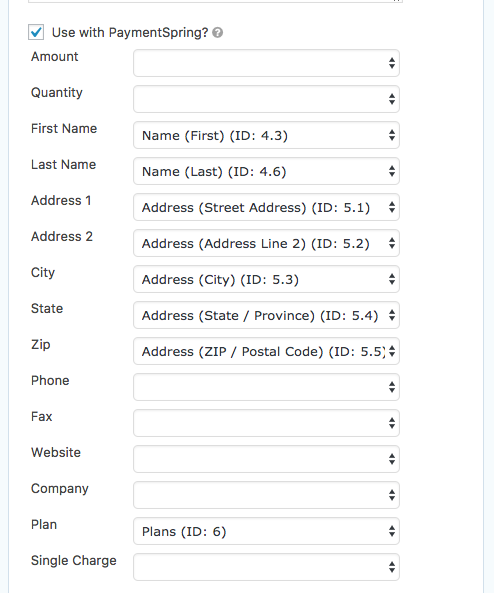 Use with PaymentSpring?
Amount
Quantity
First Name Name (First) (ID: 4.3)
Last Name Name (Last) (ID: 4.6)
Address 1 Address (Street Address) (ID: 5.1)
Address 2 Address (Address Line 2) (ID: 5.2)
City Address (City) (ID: 5.3)
State Address (State / Province) (ID: 5.4)
Zip Address (ZIP / Postal Code) (ID: 5.5)
Phone
Fax
Website
Company
Plan Plans (ID: 6)
Single Charge